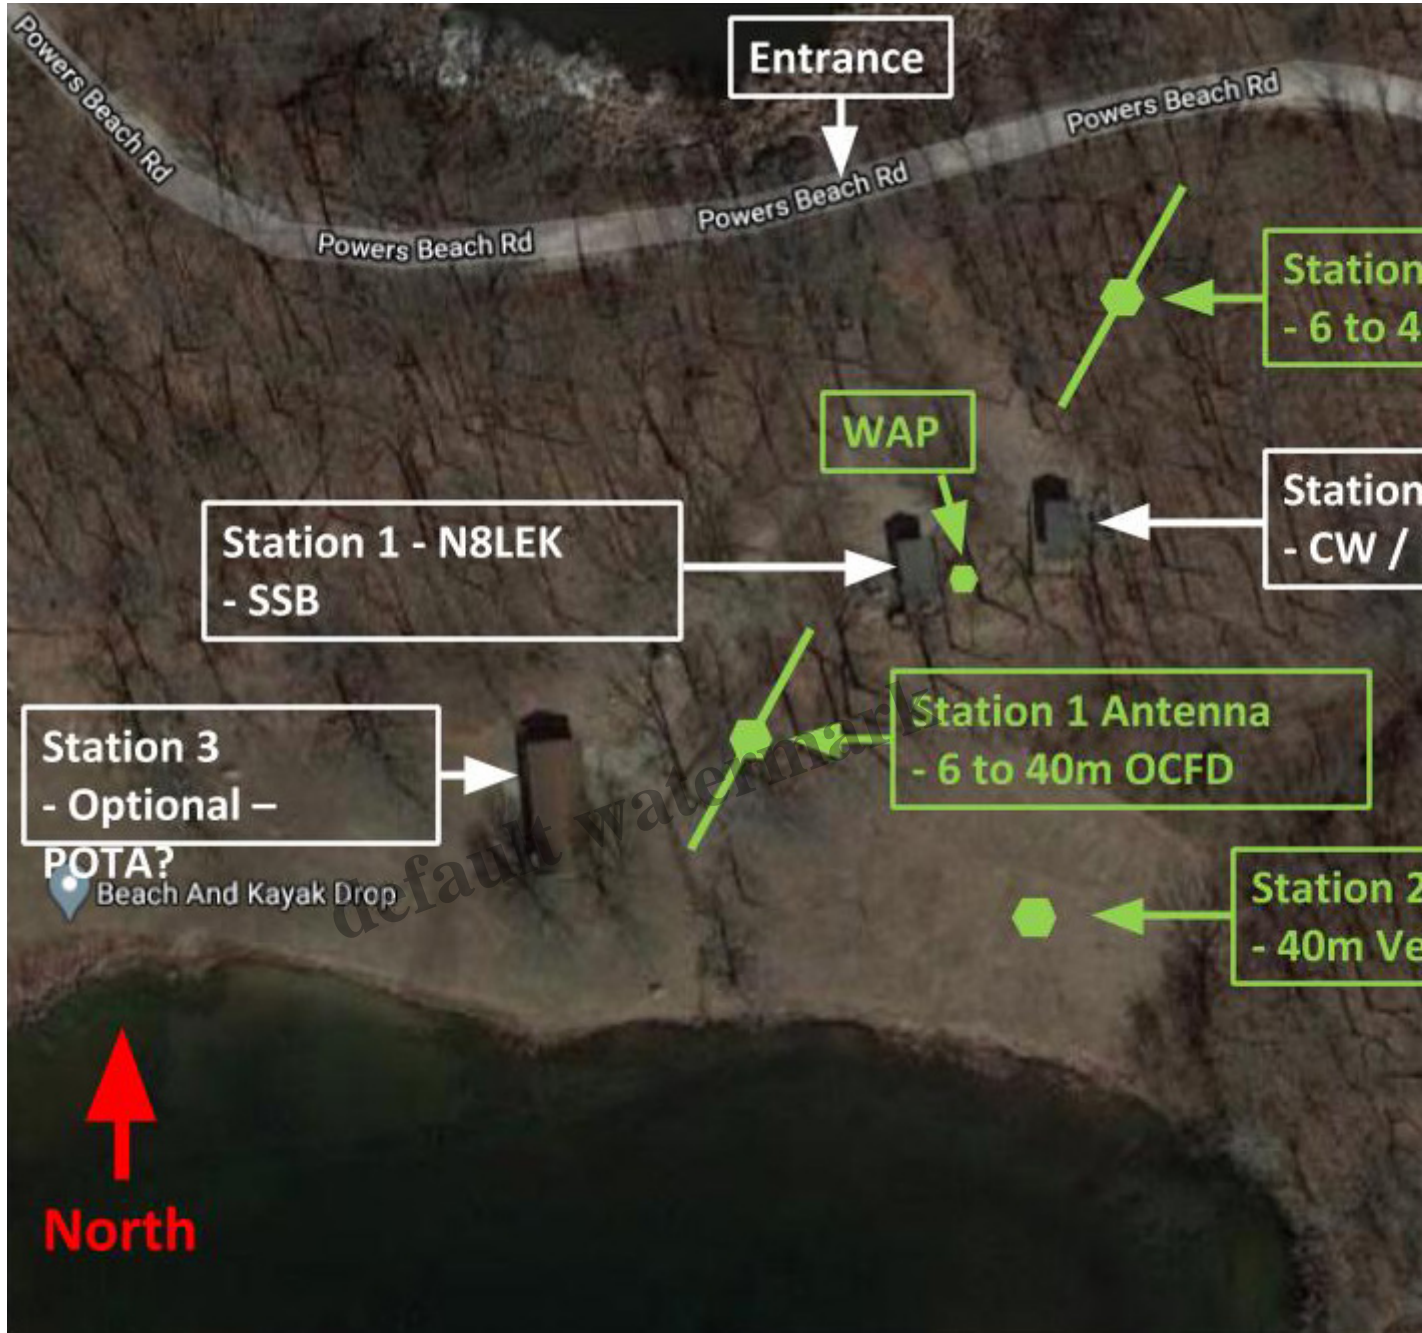 Powers Beach Rd
Entrance
Powers Beach Rd
Powers Beach Rd
Powers Beach Rd
Station
- 6 to 4
WAP
Station
- CW /
Station 1 - N8LEK
- SSB
Station 1 Antenna
- 6 to 40m OCFD
Station 3
- Optional –
POTA?
Beach And Kayak Drop
default watermark
Station 2
- 40m Ve
North